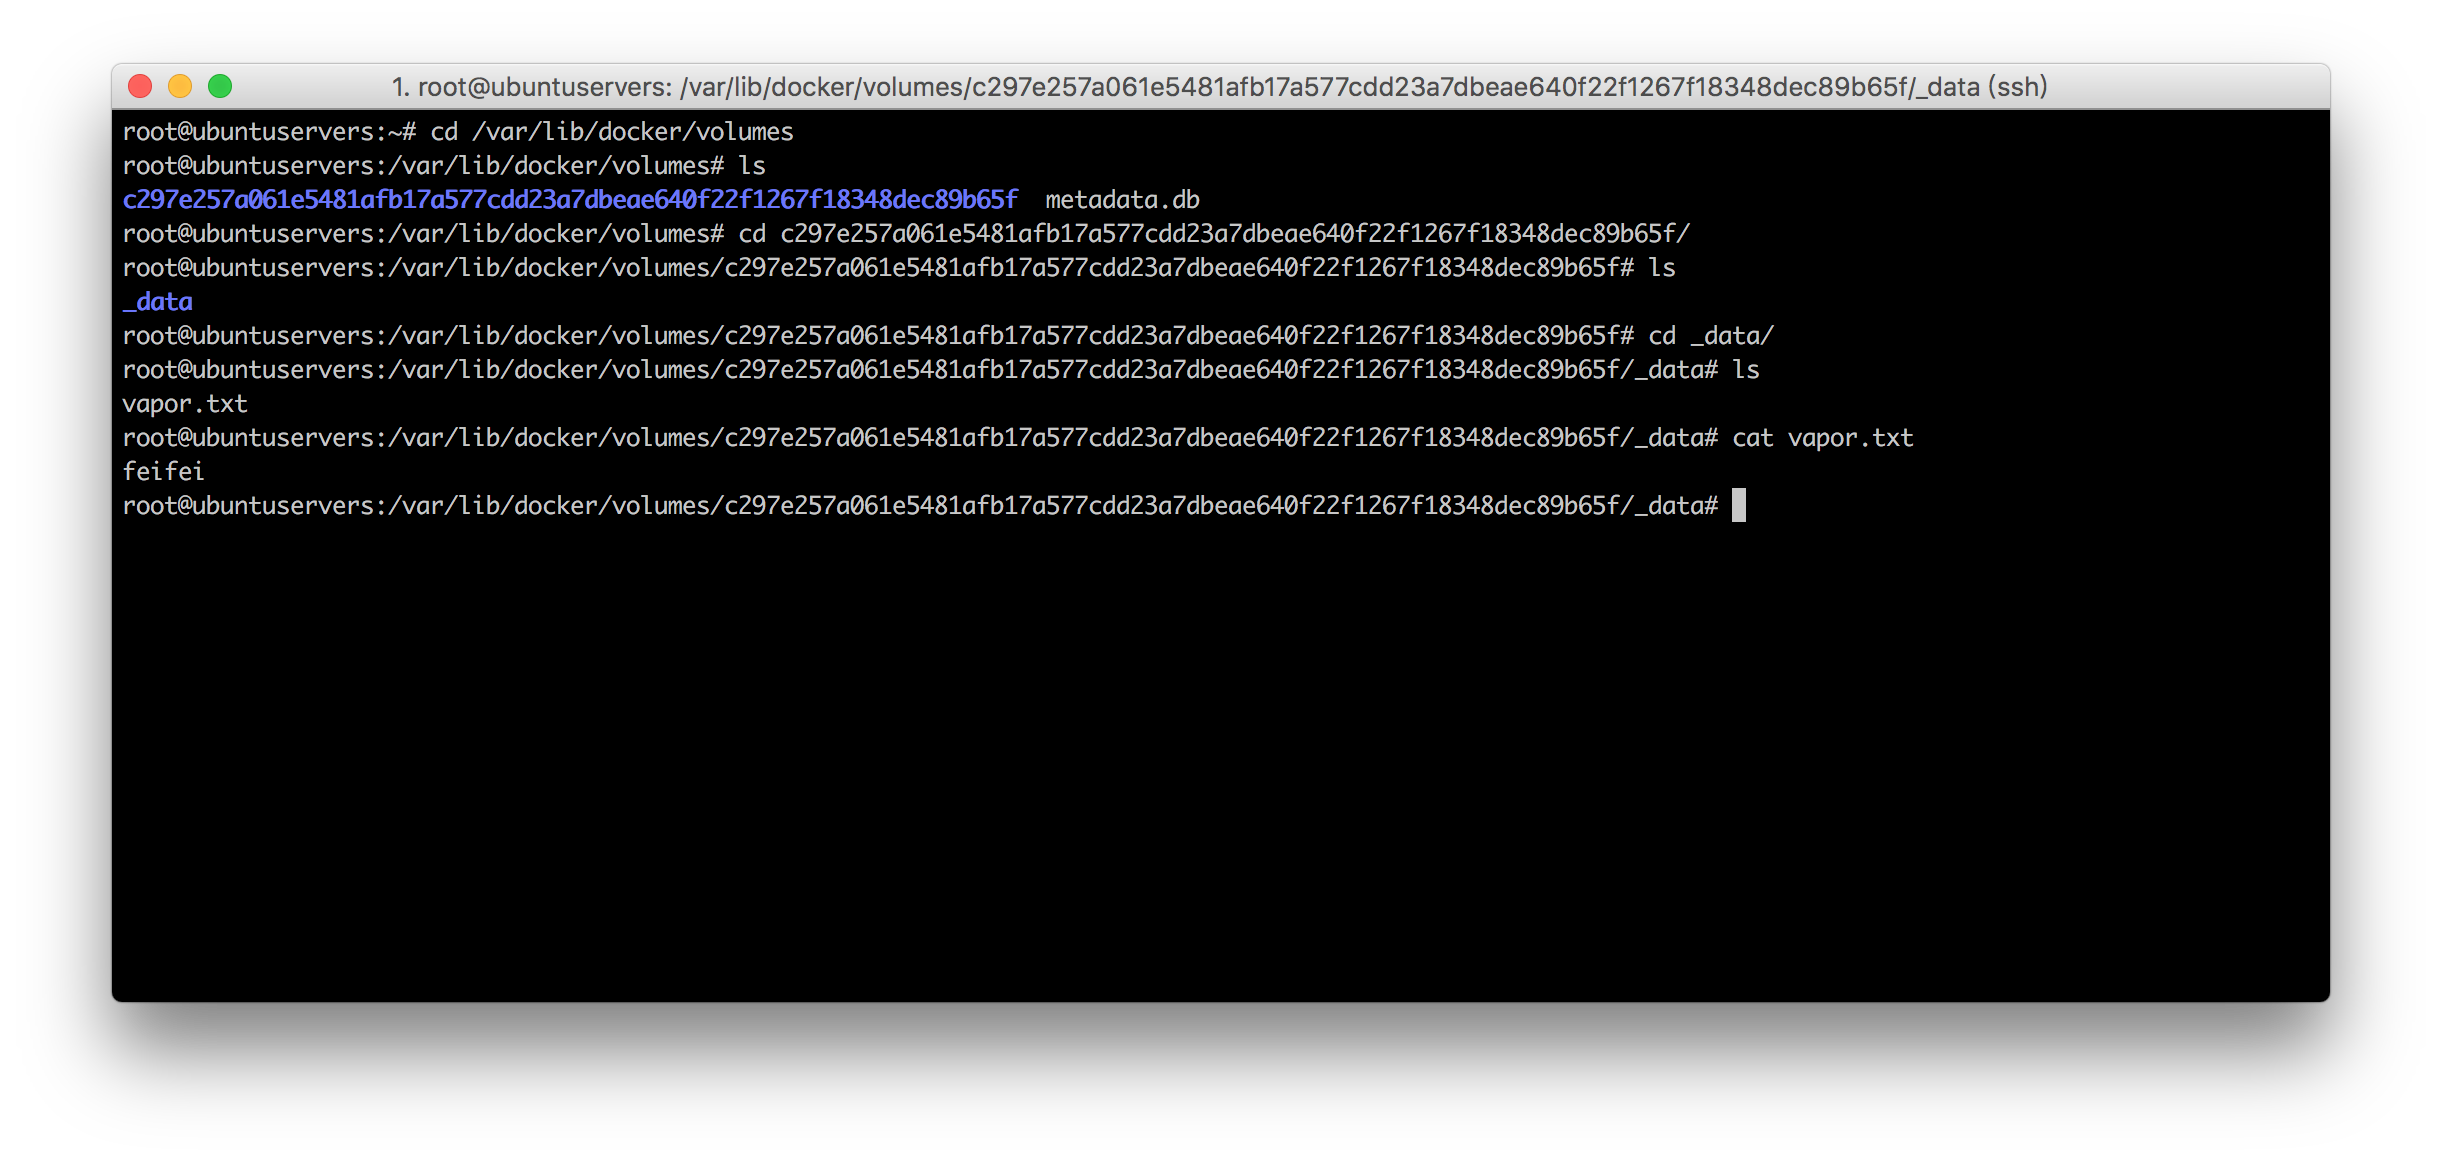 1. root@ubuntuservers: /var/lib/docker/volumes/c297e257a061e5481afb17a577cdd23a7dbeae640f22f1267f18348dec89b65f/_data (ssh)
root@ubuntuservers:~# cd /var/lib/docker/volumes
root@ubuntuservers:/var/lib/docker/volumes# ls
c297e257a061e5481afb17a577cdd23a7dbeae640f22f1267f18348dec89b65f  metadata.db
root@ubuntuservers:/var/lib/docker/volumes# cd c297e257a061e5481afb17a577cdd23a7dbeae640f22f1267f18348dec89b65f/
root@ubuntuservers:/var/lib/docker/volumes/c297e257a061e5481afb17a577cdd23a7dbeae640f22f1267f18348dec89b65f# ls
_data
root@ubuntuservers:/var/lib/docker/volumes/c297e257a061e5481afb17a577cdd23a7dbeae640f22f1267f18348dec89b65f# cd _data/
root@ubuntuservers:/var/lib/docker/volumes/c297e257a061e5481afb17a577cdd23a7dbeae640f22f1267f18348dec89b65f/_data# ls
vapor.txt
root@ubuntuservers:/var/lib/docker/volumes/c297e257a061e5481afb17a577cdd23a7dbeae640f22f1267f18348dec89b65f/_data# cat vapor.txt
feifei
root@ubuntuservers:/var/lib/docker/volumes/c297e257a061e5481afb17a577cdd23a7dbeae640f22f1267f18348dec89b65f/_data#